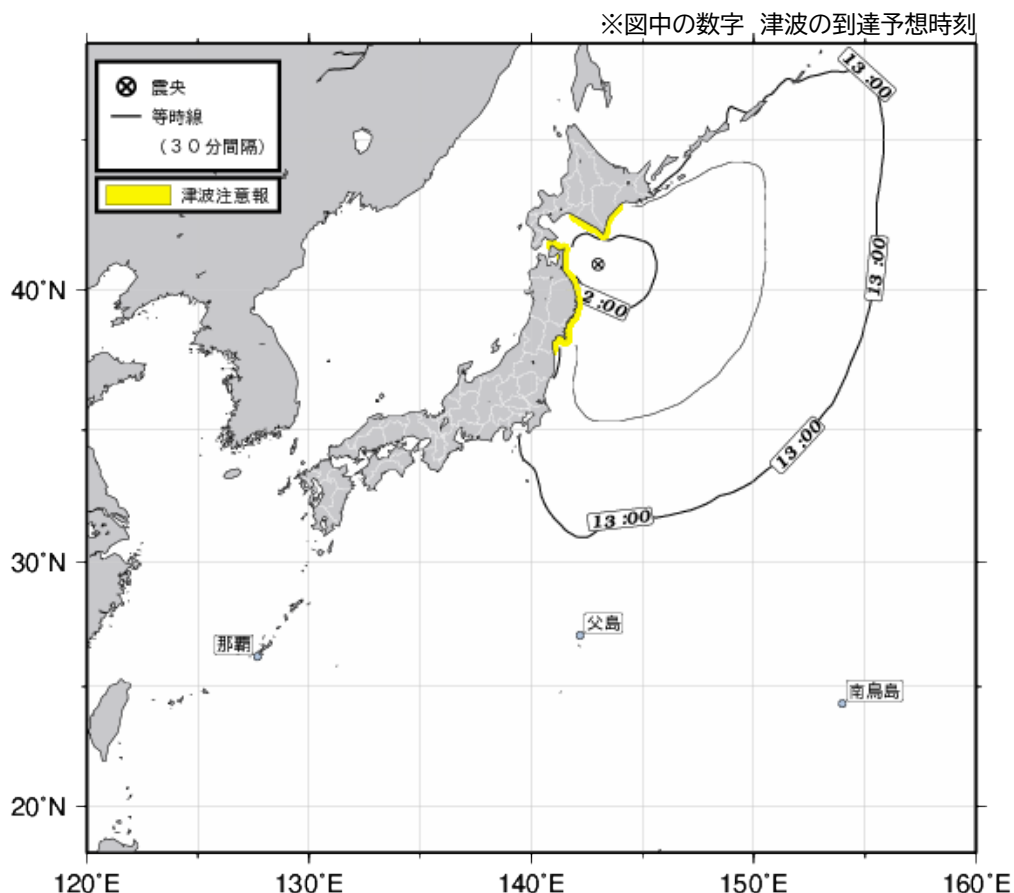 ※図中の数字 津波の到達予想時刻
震央
等時線
(30分間隔)
津波注意報
13:00
13:00
2:00
13:00
13:00
40°N
30°N
20°N
那覇
父島
南鳥島
120°E
130°E
140°E
150°E
160°E